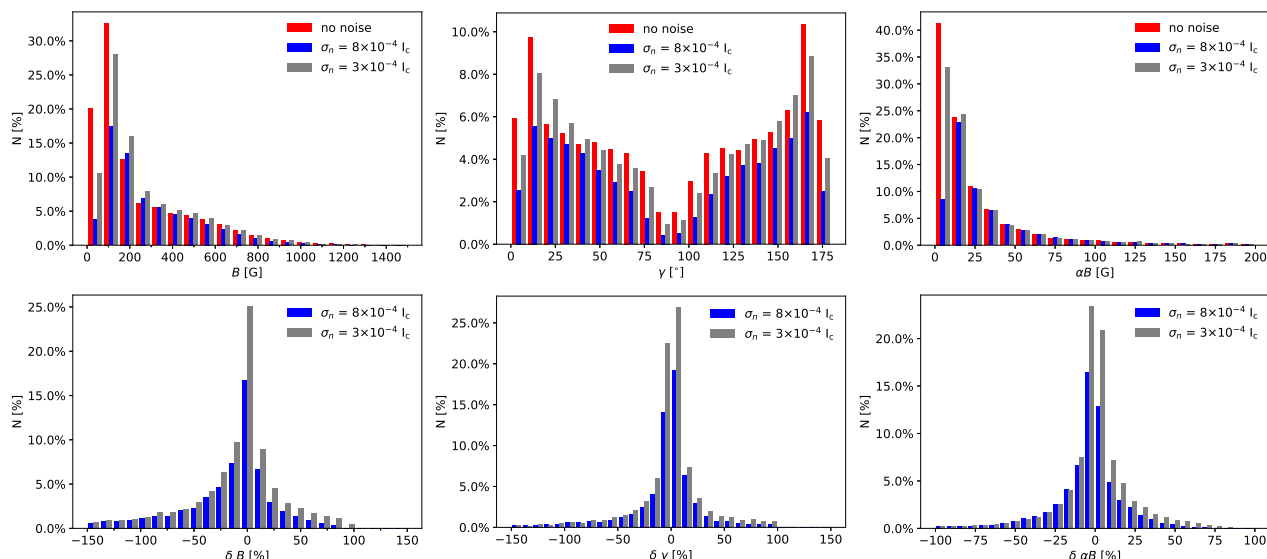 no noise
σn = 8×10⁻⁴ Ic
σn = 3×10⁻⁴ Ic
N [%]
30.0%
25.0%
20.0%
15.0%
10.0%
5.0%
0.0%
0 200 400 600 800 1000 1200 1400
B [G]
no noise
σn = 8×10⁻⁴ Ic
σn = 3×10⁻⁴ Ic
N [%]
10.0%
8.0%
6.0%
4.0%
2.0%
0.0%
0 25 50 75 100 125 150 175
γ [°]
no noise
σn = 8×10⁻⁴ Ic
σn = 3×10⁻⁴ Ic
N [%]
40.0%
30.0%
20.0%
10.0%
0.0%
0 25 50 75 100 125 150 175 200
αB [G]
σn = 8×10⁻⁴ Ic
σn = 3×10⁻⁴ Ic
N [%]
25.0%
20.0%
15.0%
10.0%
5.0%
0.0%
−150 −100 −50 0 50 100 150
δ B [%]
σn = 8×10⁻⁴ Ic
σn = 3×10⁻⁴ Ic
N [%]
25.0%
20.0%
15.0%
10.0%
5.0%
0.0%
−150 −100 −50 0 50 100 150
δ γ [%]
σn = 8×10⁻⁴ Ic
σn = 3×10⁻⁴ Ic
N [%]
20.0%
15.0%
10.0%
5.0%
0.0%
−100 −75 −50 −25 0 25 50 75 100
δ αB [%]